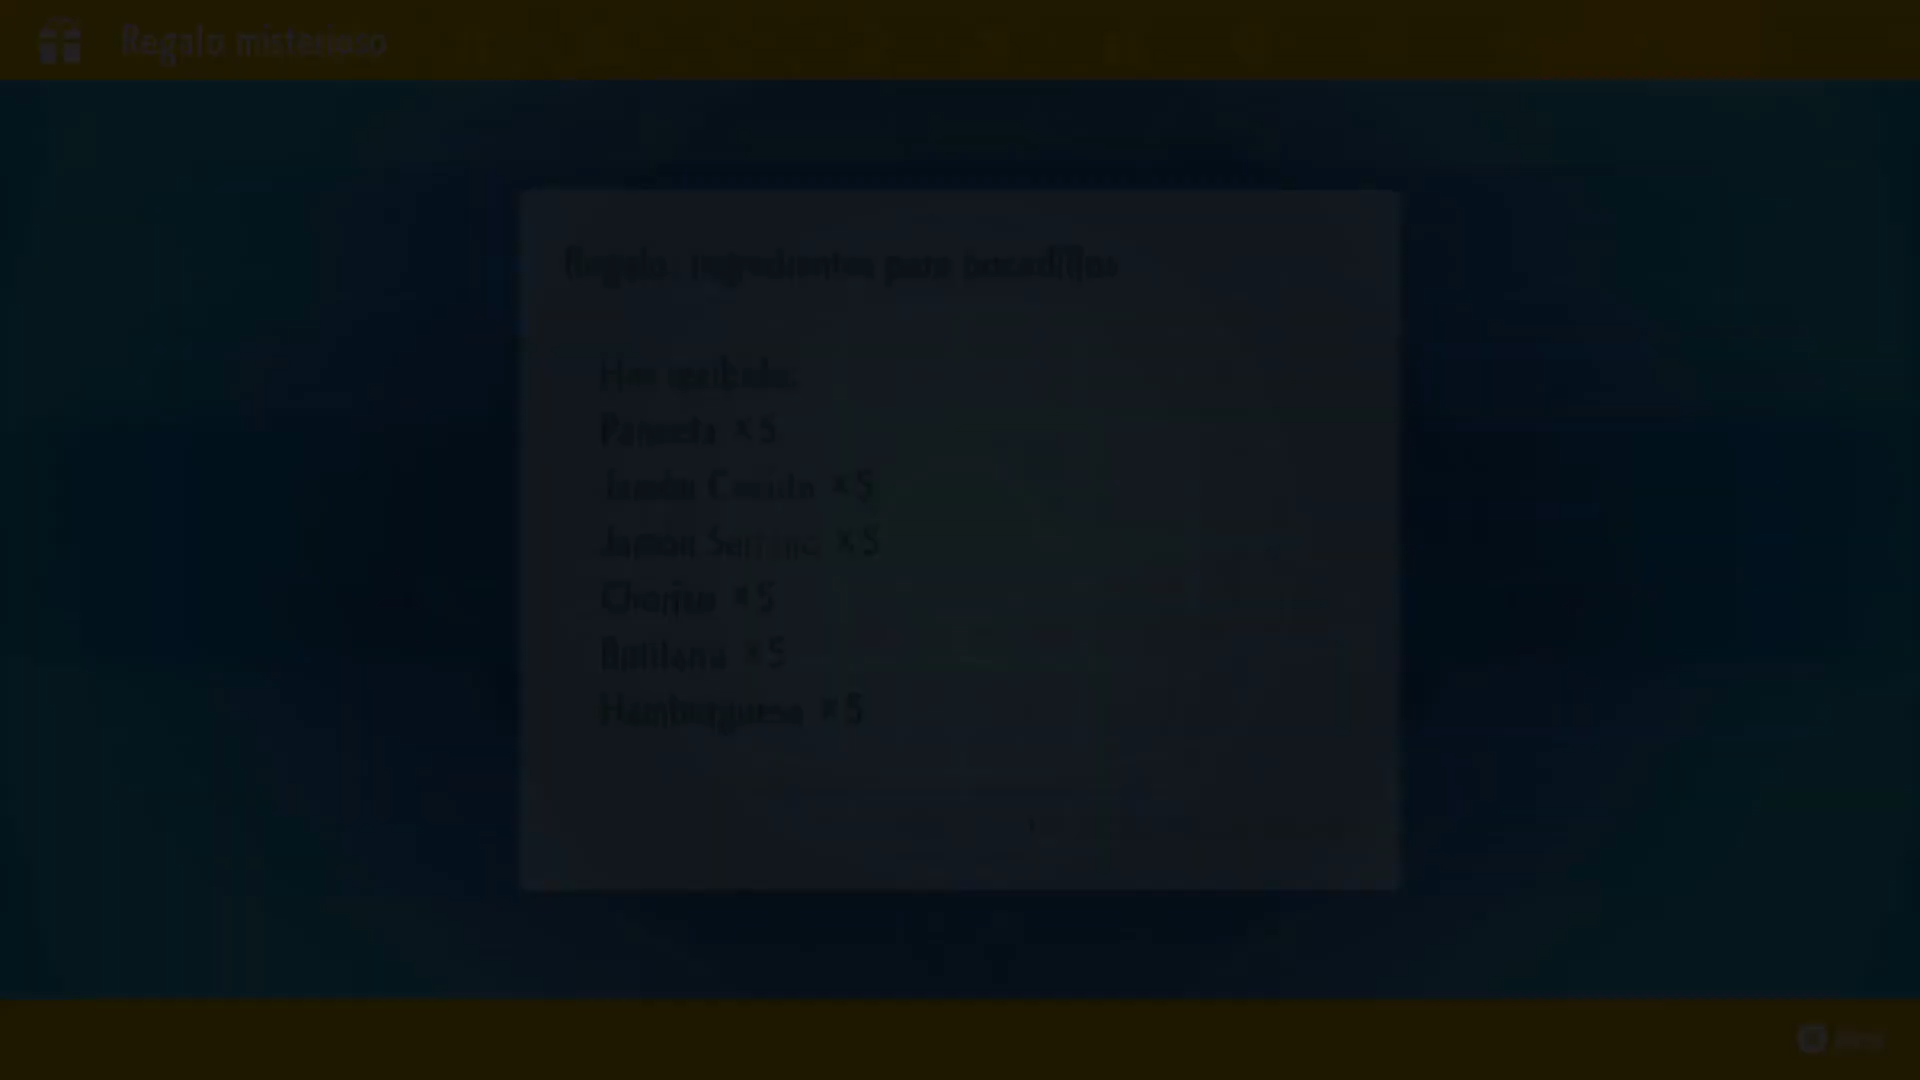 Regalo misterioso
Regalo: Ingredientes para bocadillos
Has recibido:
Panceta ×5
Jamón Cocido ×5
Jamón Serrano ×5
Chorizo ×5
×5
Hamburguesa ×5